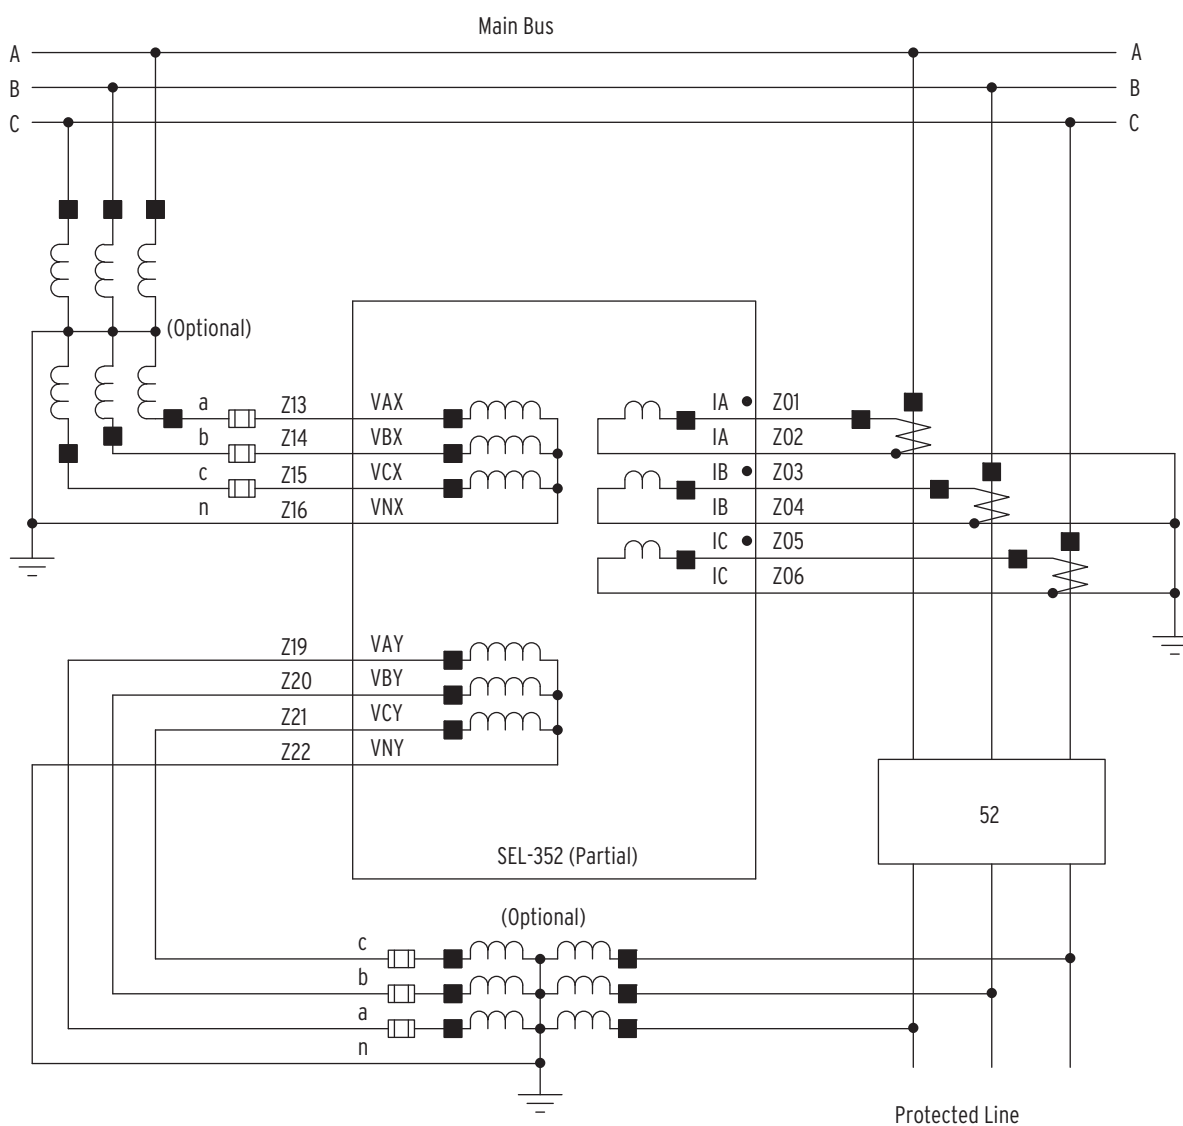 Main Bus
A A
B B
C C
(Optional)
a Z13 VAX IA Z01
b Z14 VBX IA Z02
c Z15 VCX IB Z03
n Z16 VNX IB Z04
IC Z05
IC Z06
Z19 VAY
Z20 VBY
Z21 VCY
Z22 VNY
52
SEL-352 (Partial)
(Optional)
c
b
a
n
Protected Line